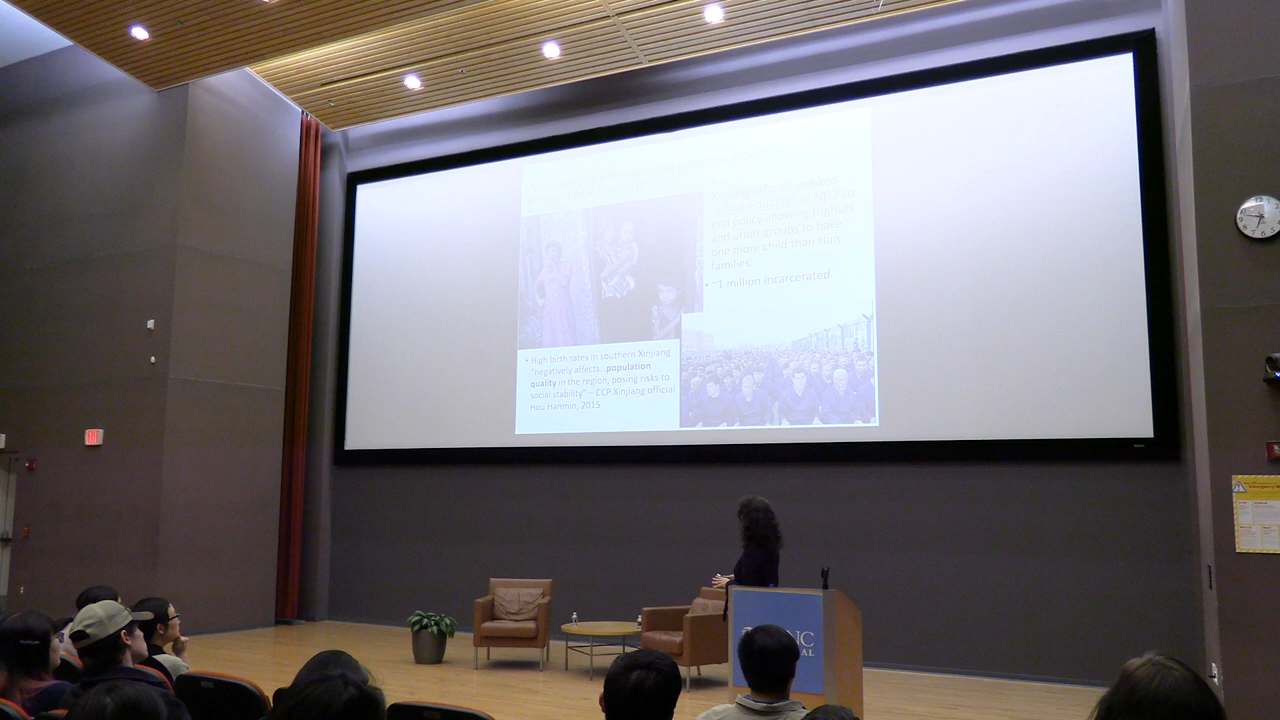 • Xinjiang officials invoked
"ethnic equality" in 2017 to
end policy allowing Uighurs
and other groups to have
one more child than Han
families.
• ~1 million incarcerated
• High birth rates in southern Xinjiang
"negatively affects...population
quality in the region, posing risks to
social stability" – CCP Xinjiang official
Hou Hanmin, 2015
NC
AL